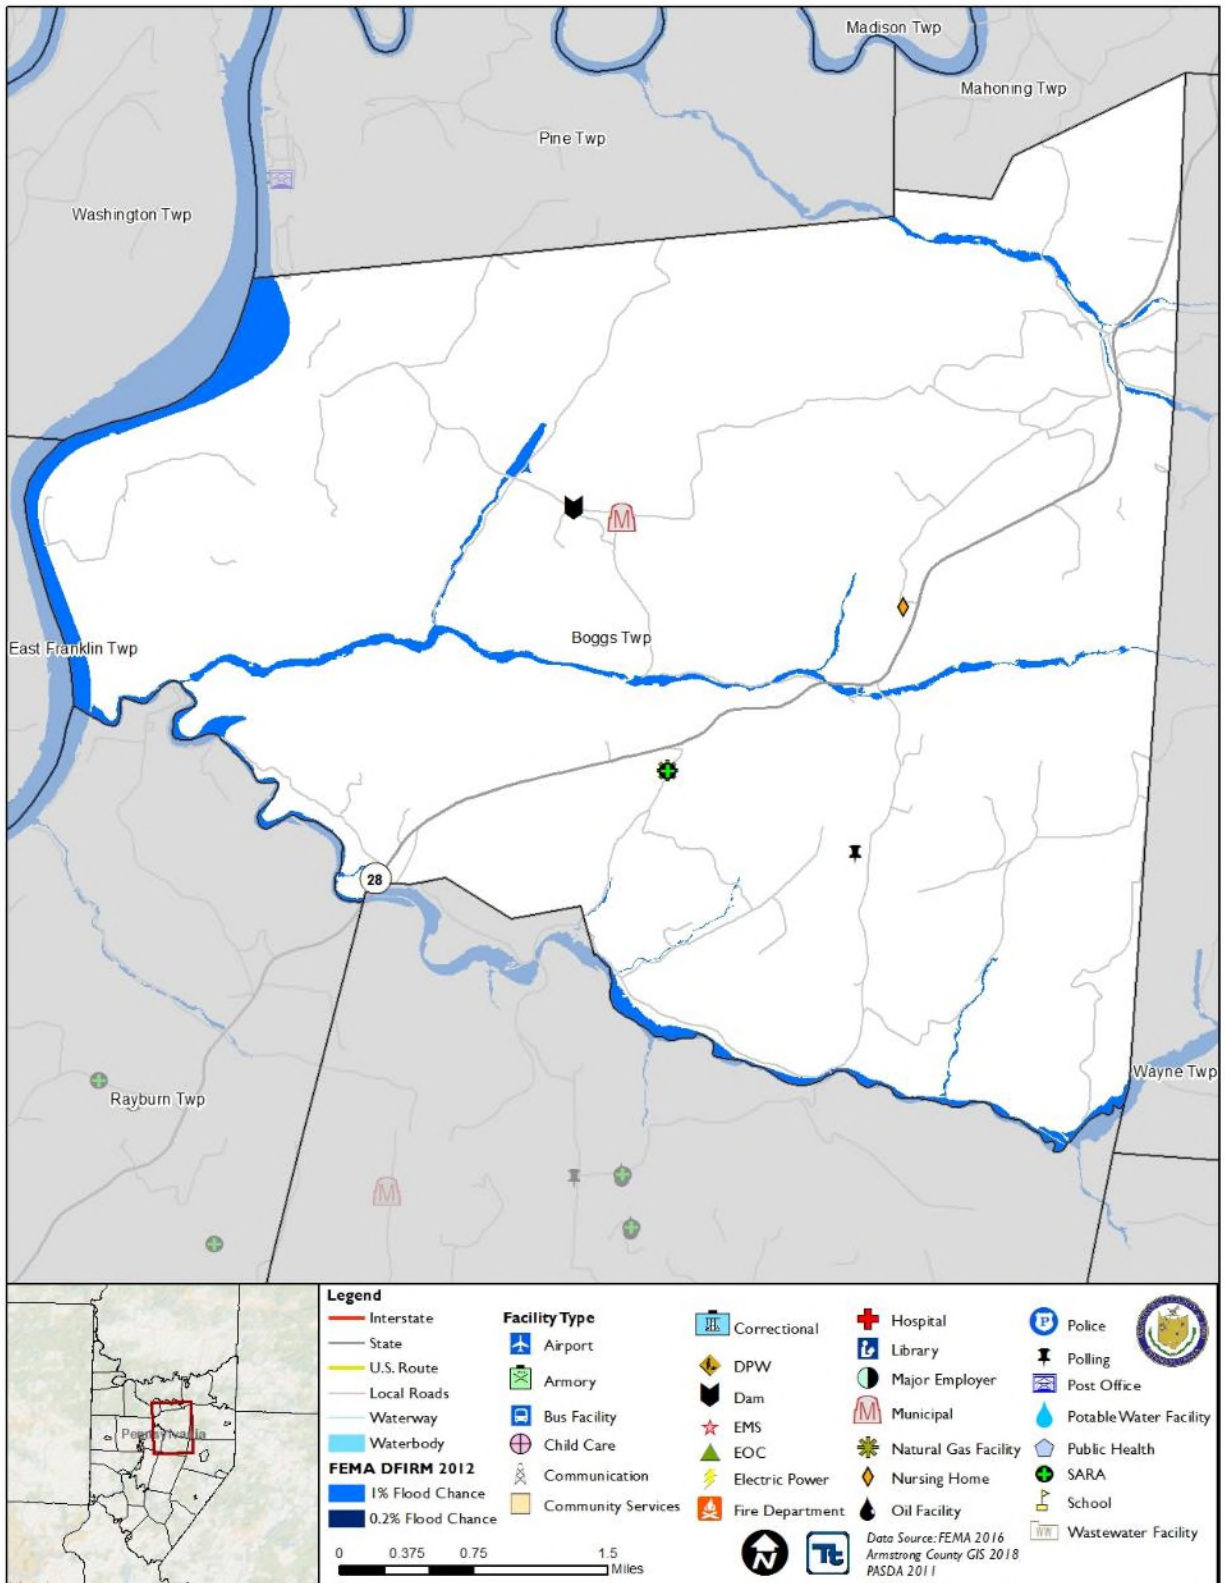 Madison Twp
Mahoning Twp
Pine Twp
Washington Twp
East Franklin Twp
Boggs Twp
28
Wayne Twp
Rayburn Twp
Pennsylvania
Legend
Interstate
State
U.S. Route
Local Roads
Waterway
Waterbody
FEMA DFIRM 2012
1% Flood Chance
0.2% Flood Chance
0 0.375 0.75 1.5
Miles
Facility Type
Airport
Armory
Bus Facility
Child Care
Communication
Community Services
Correctional
DPW
Dam
EMS
EOC
Electric Power
Fire Department
Hospital
Library
Major Employer
Municipal
Natural Gas Facility
Nursing Home
Oil Facility
Police
Polling
Post Office
Potable Water Facility
Public Health
SARA
School
Wastewater Facility
N
Tt
Data Source: FEMA 2016
Armstrong County GIS 2018
PASDA 2011